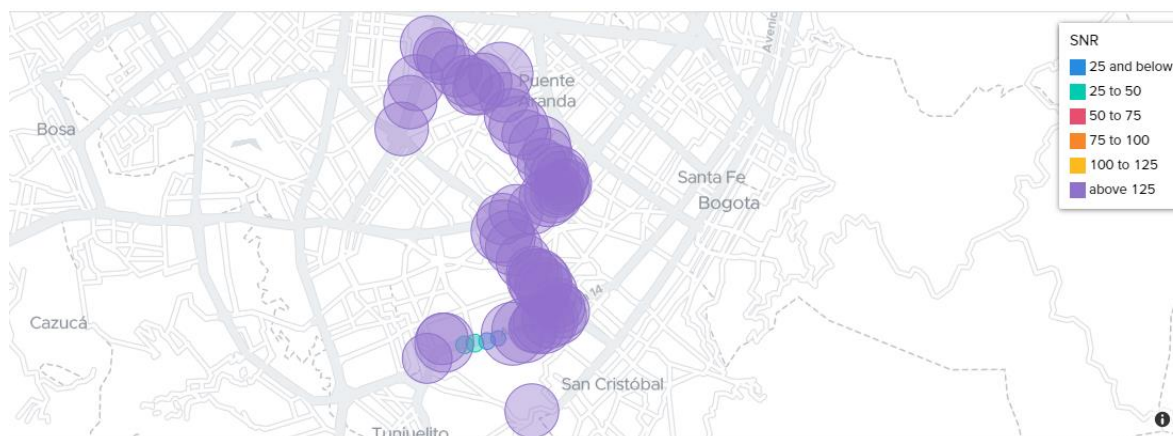 Avenic
SNR
25 and below
25 to 50
50 to 75
75 to 100
100 to 125
above 125
Puente
Aranda
Bosa
Santa Fe
Bogota
14
Cazucá
San Cristóbal
Tunjuelito
i